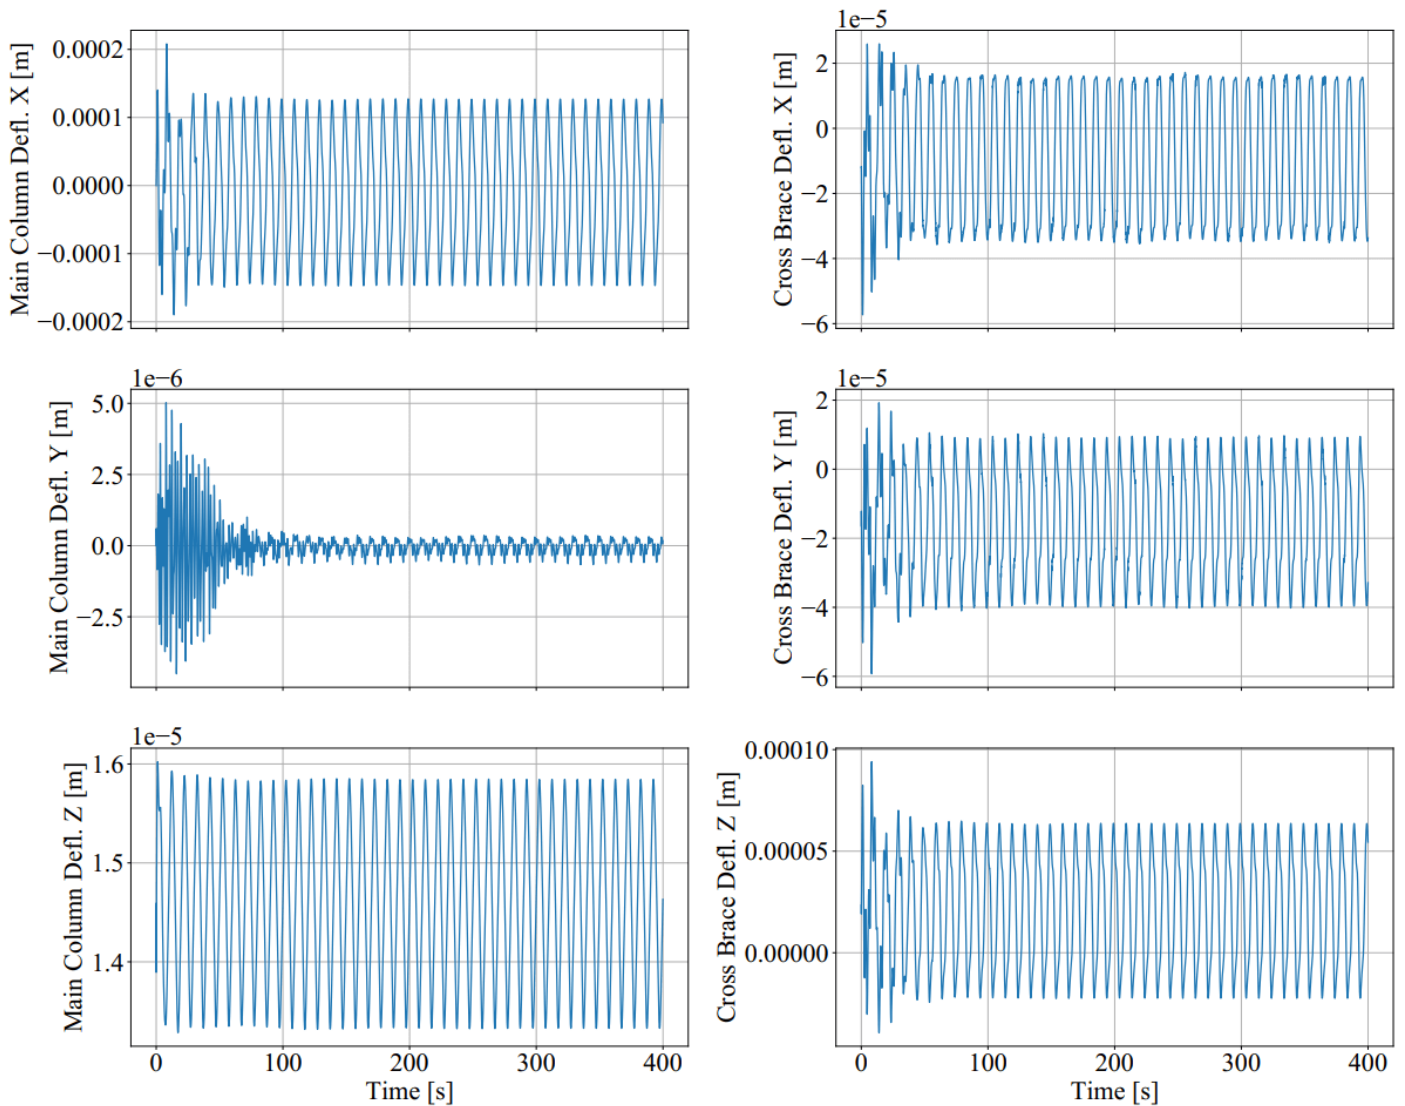 Main Column Defl. X [m]
0.0002
0.0001
0.0000
−0.0001
−0.0002
1e−5
Cross Brace Defl. X [m]
2
0
−2
−4
−6
1e−6
Main Column Defl. Y [m]
5.0
2.5
0.0
−2.5
1e−5
Cross Brace Defl. Y [m]
2
0
−2
−4
−6
1e−5
Main Column Defl. Z [m]
1.6
1.5
1.4
0 100 200 300 400
Time [s]
Cross Brace Defl. Z [m]
0.00010
0.00005
0.00000
0 100 200 300 400
Time [s]